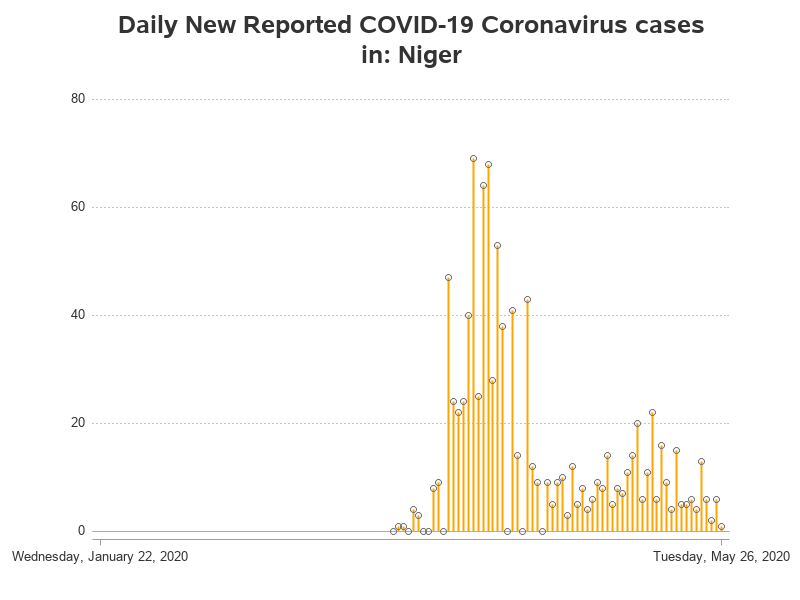 Daily New Reported COVID-19 Coronavirus cases
in: Niger
80
60
40
20
0
Wednesday, January 22, 2020
Tuesday, May 26, 2020